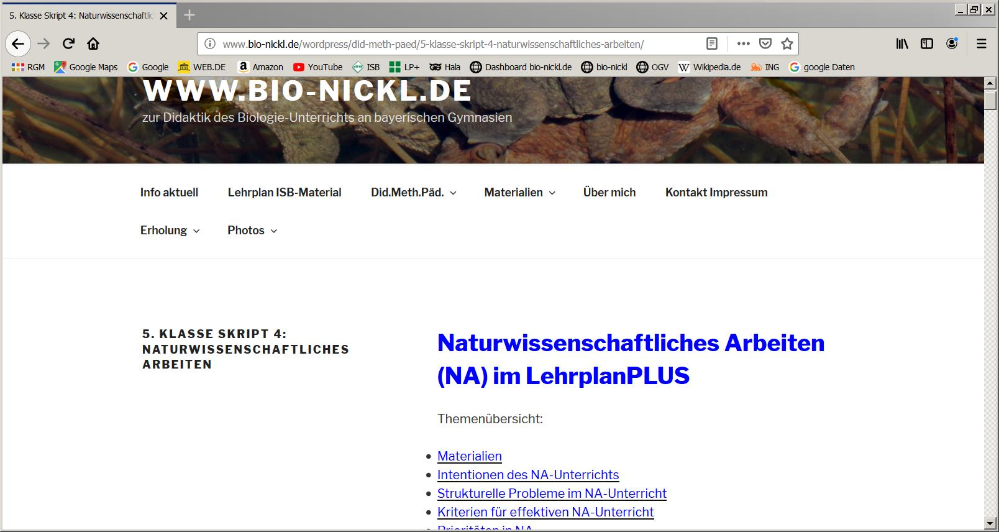 5. Klasse Skript 4: Naturwissenschaftlic
www.bio-nickl.de/wordpress/did-meth-paed/5-klasse-skript-4-naturwissenschaftliches-arbeiten/
RGM Google Maps Google WEB.DE Amazon YouTube ISB LP+ Hala Dashboard bio-nickl.de bio-nickl OGV Wikipedia.de ING google Daten
WWW.BIO-NICKL.DE
zur Didaktik des Biologie-Unterrichts an bayerischen Gymnasien
Info aktuell Lehrplan ISB-Material Did.Meth.Päd. Materialien Über mich Kontakt Impressum
Erholung Photos
5. KLASSE SKRIPT 4:
NATURWISSENSCHAFTLICHES
ARBEITEN
Naturwissenschaftliches Arbeiten
(NA) im LehrplanPLUS
Themenübersicht:
Materialien
Intentionen des NA-Unterrichts
Strukturelle Probleme im NA-Unterricht
Kriterien für effektiven NA-Unterricht
Prioritäten in NA